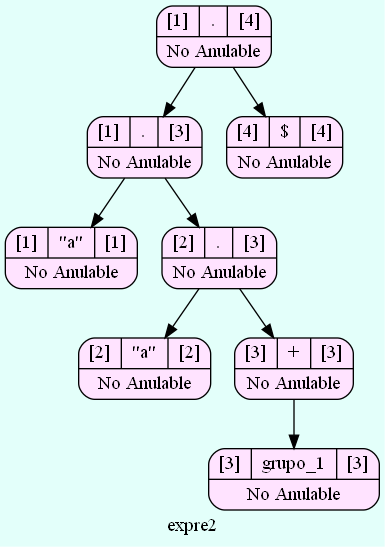 [1] . [4]
No Anulable
[1] . [3]
No Anulable
[4] $ [4]
No Anulable
[1] "a" [1]
No Anulable
[2] . [3]
No Anulable
[2] "a" [2]
No Anulable
[3] + [3]
No Anulable
[3] grupo_1 [3]
No Anulable
expre2